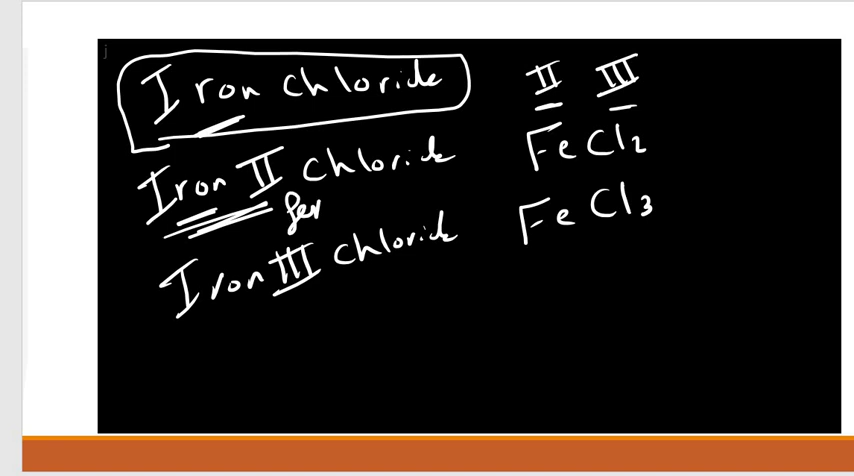 j
Iron chloride II III
Iron II chloride FeCl2
fer
Iron III chloride FeCl3